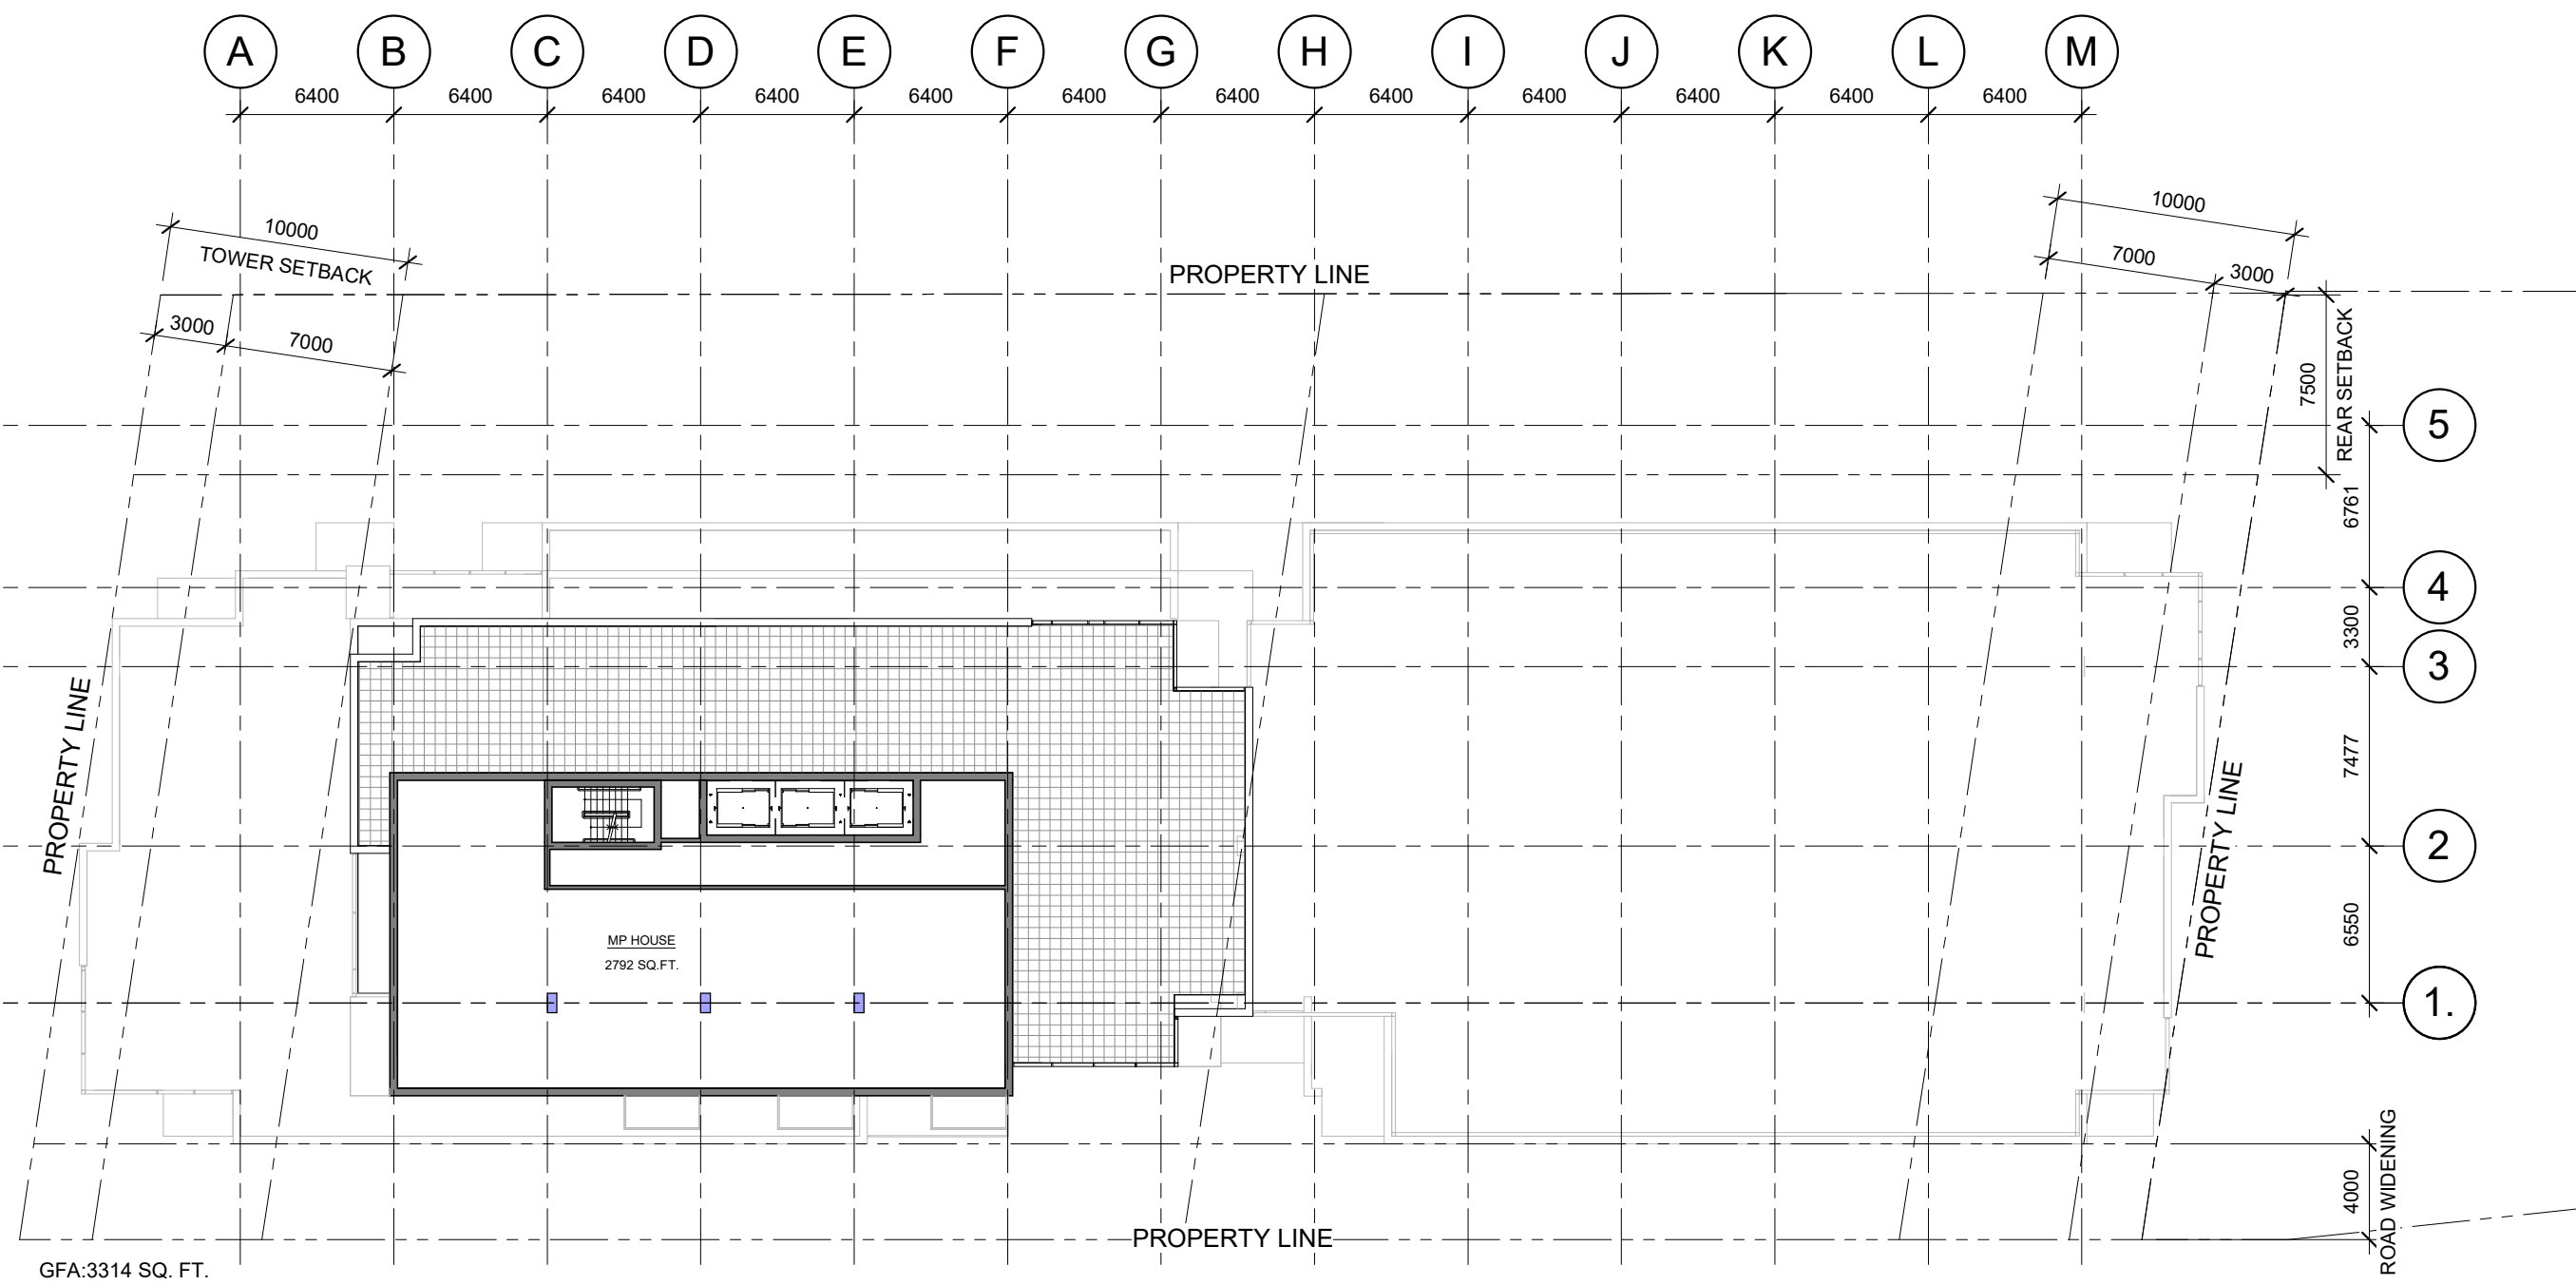 A B C D E F G H I J K L M
6400 6400 6400 6400 6400 6400 6400 6400 6400 6400 6400 6400
10000
TOWER SETBACK
3000
7000
PROPERTY LINE
10000
7000
3000
7500
REAR SETBACK
5
6761
4
3300
3
7477
2
6550
1.
4000
ROAD WIDENING
PROPERTY LINE
PROPERTY LINE
MP HOUSE
2792 SQ.FT.
PROPERTY LINE
GFA:3314 SQ. FT.